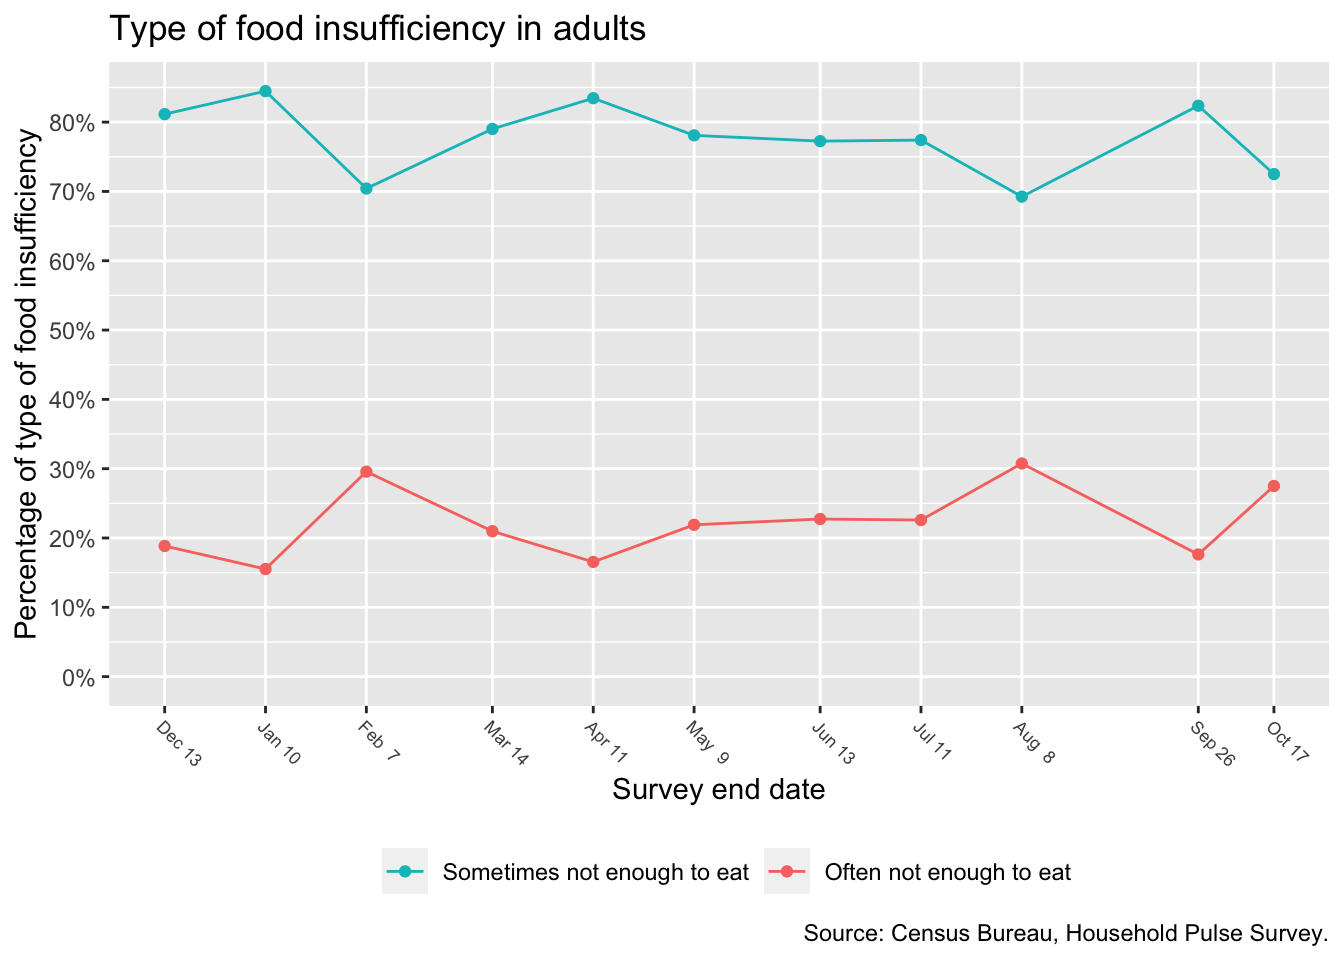 Type of food insufficiency in adults
Percentage of type of food insufficiency
80%
70%
60%
50%
40%
30%
20%
10%
0%
Dec 13
Jan 10
Feb  7
Mar 14
Apr 11
May  9
Jun 13
Jul 11
Aug  8
Sep 26
Oct 17
Survey end date
Sometimes not enough to eat
Often not enough to eat
Source: Census Bureau, Household Pulse Survey.